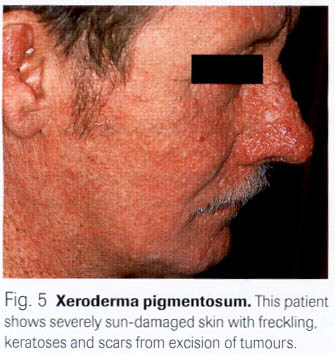 Fig. 5 Xeroderma pigmentosum. This patient
shows severely sun-damaged skin with freckling,
keratoses and scars from excision of tumours.